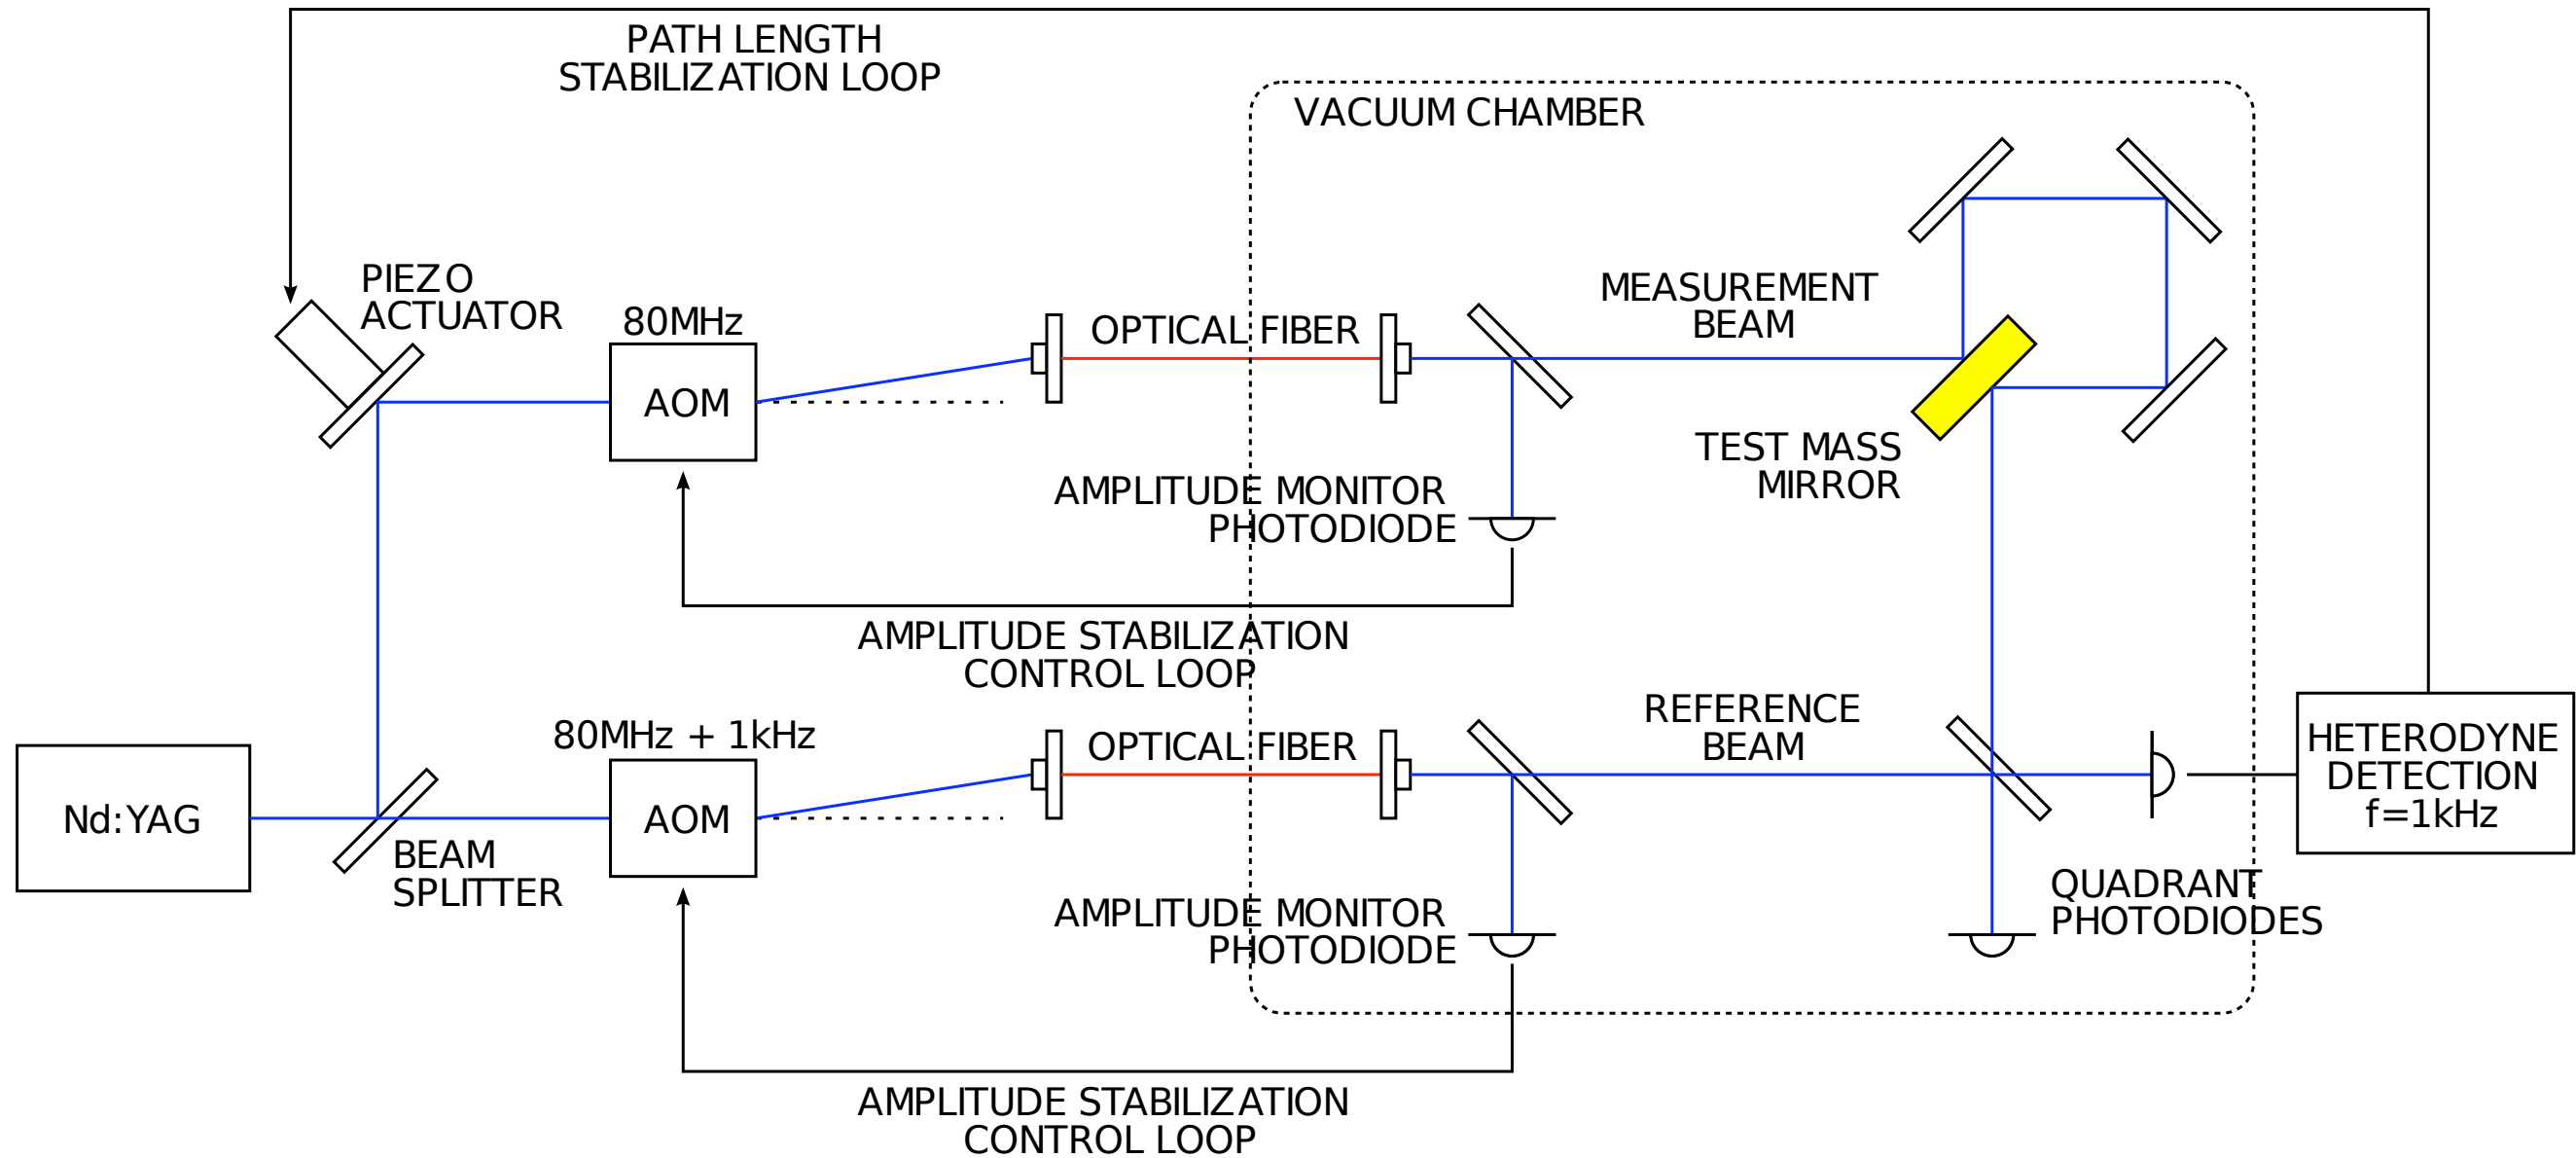 PATH LENGTH
STABILIZATION LOOP
VACUUM CHAMBER
PIEZO
ACTUATOR
80MHz
AOM
OPTICAL FIBER
MEASUREMENT
BEAM
TEST MASS
MIRROR
AMPLITUDE MONITOR
PHOTODIODE
AMPLITUDE STABILIZATION
CONTROL LOOP
Nd:YAG
BEAM
SPLITTER
80MHz + 1kHz
AOM
OPTICAL FIBER
REFERENCE
BEAM
HETERODYNE
DETECTION
f=1kHz
QUADRANT
PHOTODIODES
AMPLITUDE MONITOR
PHOTODIODE
AMPLITUDE STABILIZATION
CONTROL LOOP